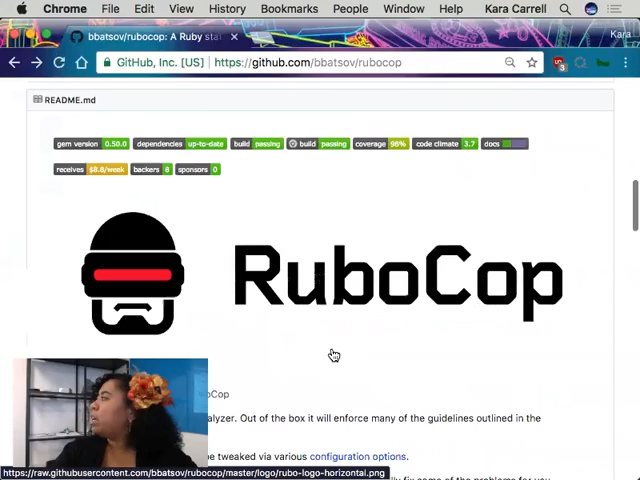 Chrome File Edit View History Bookmarks People Window Help Kara Carrell
bbatsov/rubocop: A Ruby sta
Kara
GitHub, Inc. [US] https://github.com/bbatsov/rubocop
README.md
gem version 0.50.0 dependencies up-to-date build passing build passing coverage 96% code climate 3.7 docs
receives $8.8/week backers 6 sponsors 0
RuboCop
oCop
alyzer. Out of the box it will enforce many of the guidelines outlined in the
e tweaked via various configuration options.
https://raw.githubusercontent.com/bbatsov/rubocop/master/logo/rubo-logo-horizontal.png